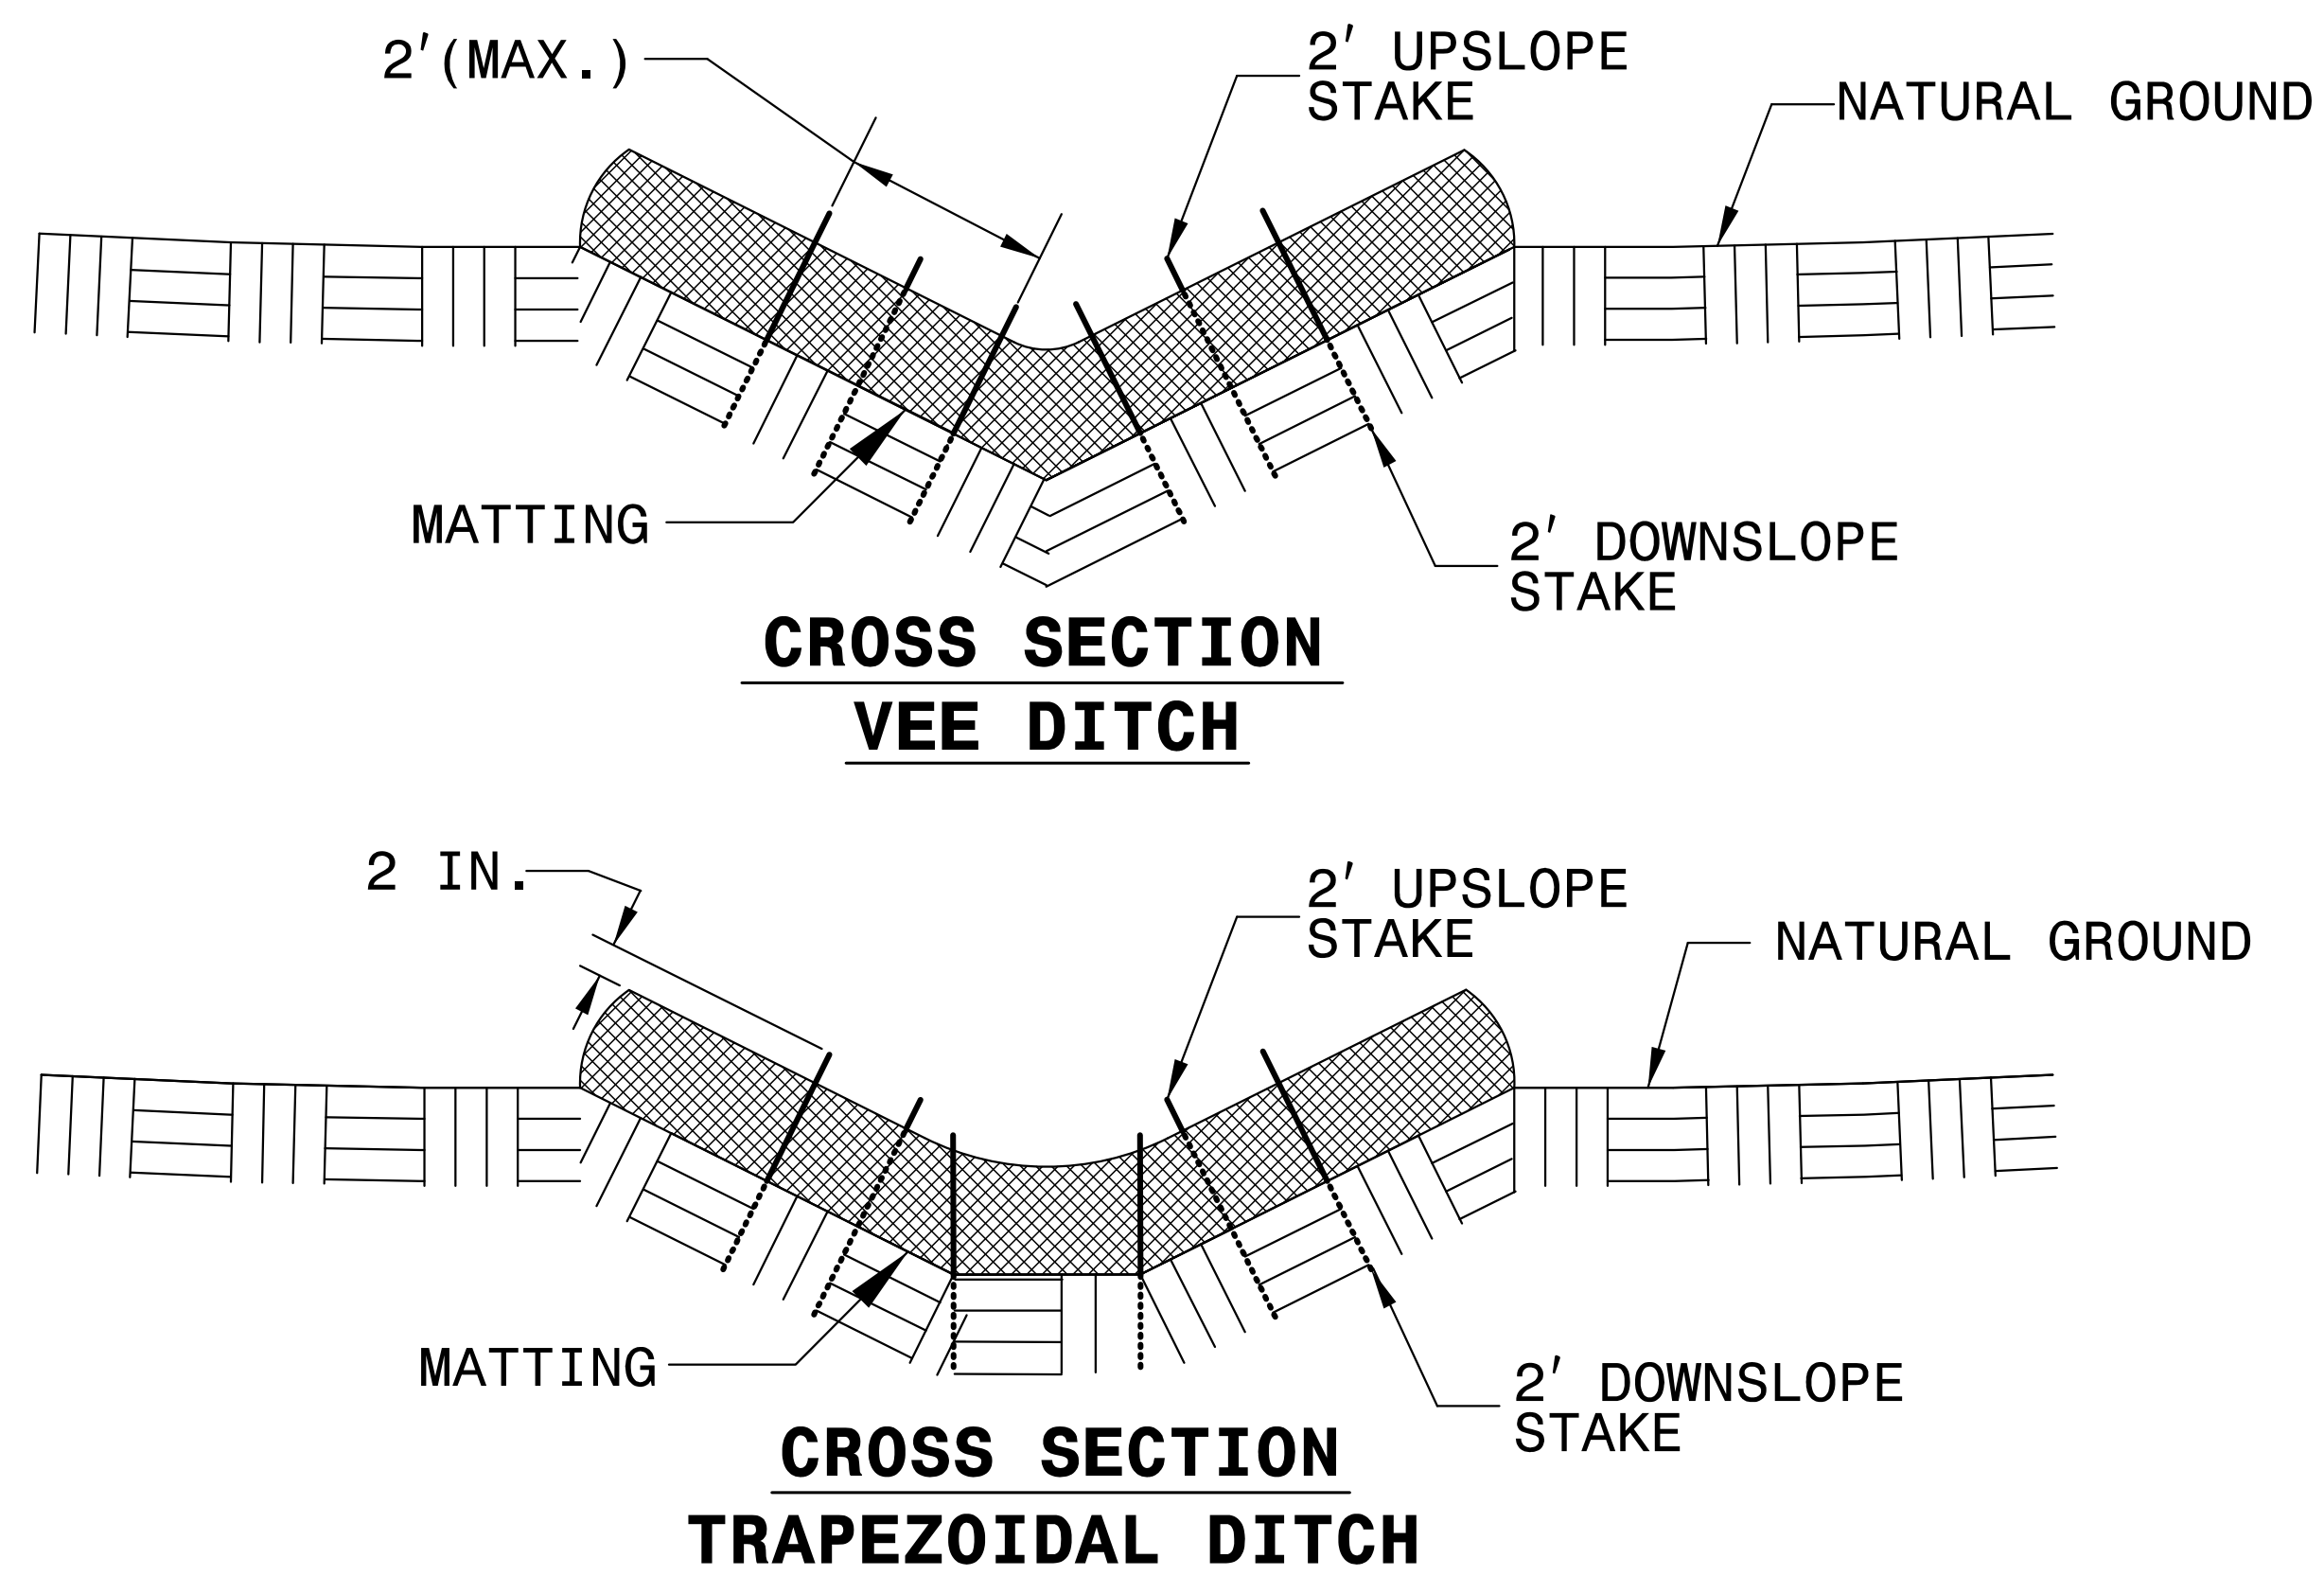 2'(MAX.)
2' UPSLOPE
STAKE
NATURAL GROUND
MATTING
2' DOWNSLOPE
STAKE
CROSS SECTION
VEE DITCH
2 IN.
2' UPSLOPE
STAKE
NATURAL GROUND
MATTING
2' DOWNSLOPE
STAKE
CROSS SECTION
TRAPEZOIDAL DITCH